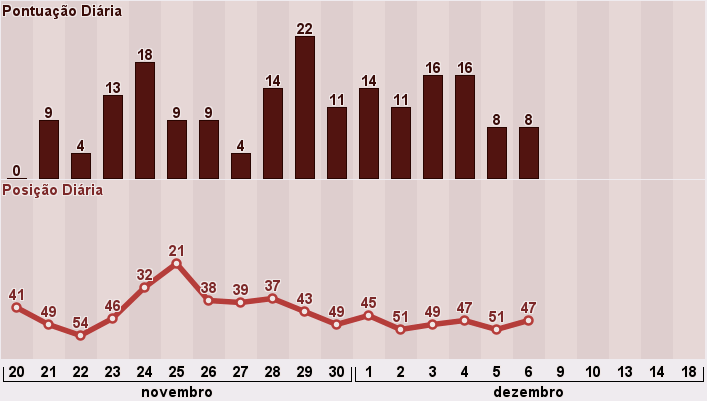 Pontuação Diária
0 9 4 13 18 9 9 4 14 22 11 14 11 16 16 8 8
Posição Diária
41 49 54 46 32 21 38 39 37 43 49 45 51 49 47 51 47
20 21 22 23 24 25 26 27 28 29 30 1 2 3 4 5 6 9 10 13 14 18
novembro dezembro